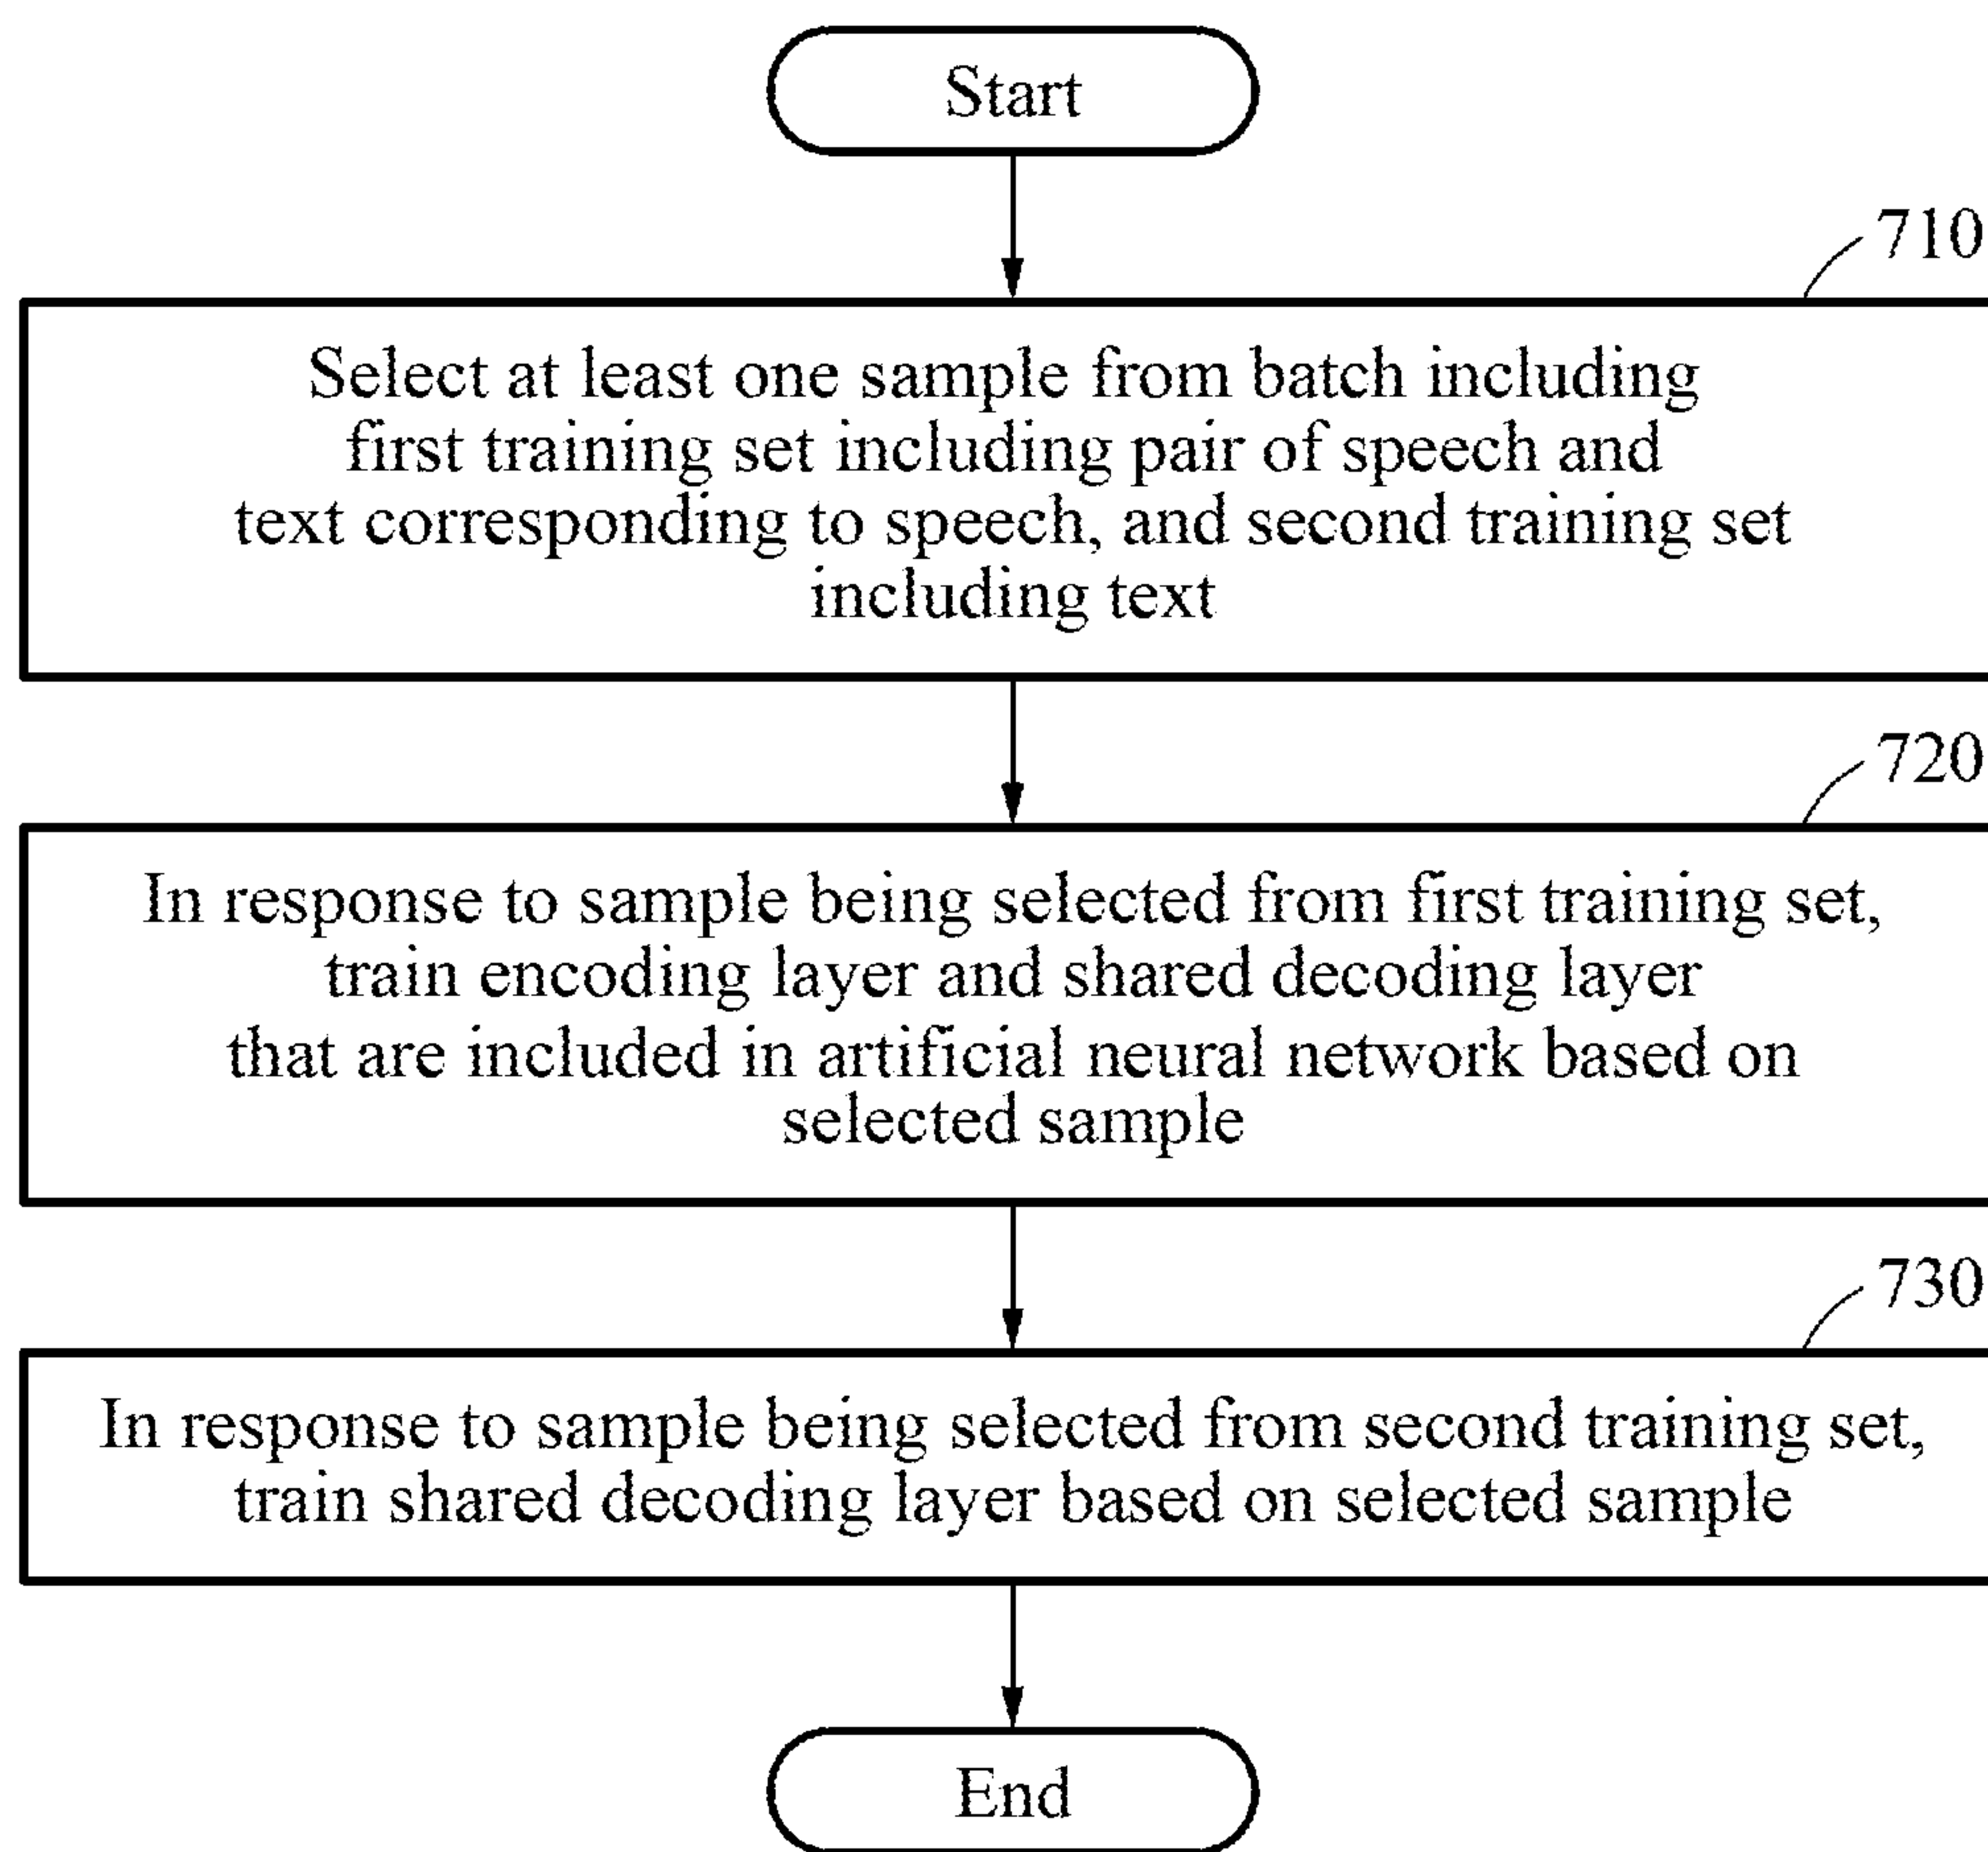 Start
710
Select at least one sample from batch including
first training set including pair of speech and
text corresponding to speech, and second training set
including text
720
In response to sample being selected from first training set,
train encoding layer and shared decoding layer
that are included in artificial neural network based on
selected sample
730
In response to sample being selected from second training set,
train shared decoding layer based on selected sample
End